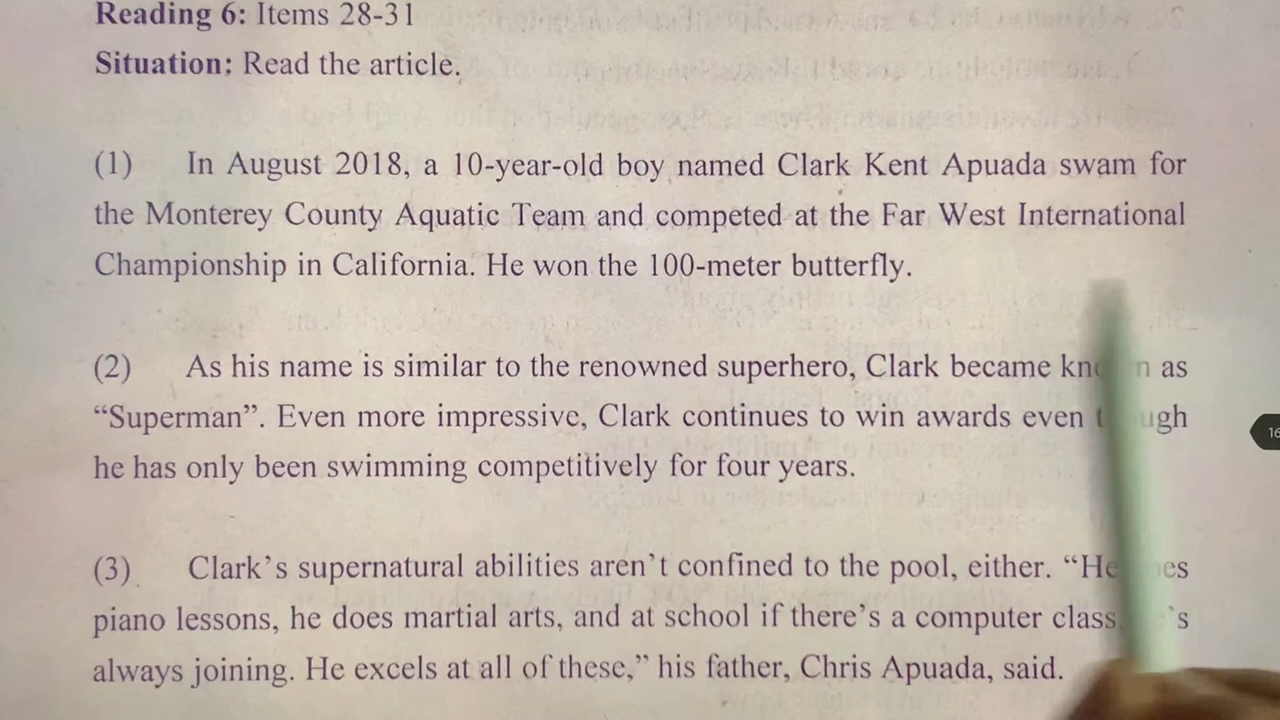 Reading 6: Items 28-31
Situation: Read the article.
(1) In August 2018, a 10-year-old boy named Clark Kent Apuada swam for
the Monterey County Aquatic Team and competed at the Far West International
Championship in California. He won the 100-meter butterfly.
(2) As his name is similar to the renowned superhero, Clark became as
“Superman”. Even more impressive, Clark continues to win awards even
he has only been swimming competitively for four years.
(3) Clark’s supernatural abilities aren’t confined to the pool, either. “He
piano lessons, he does martial arts, and at school if there’s a computer class
always joining. He excels at all of these,” his father, Chris Apuada, said.
16